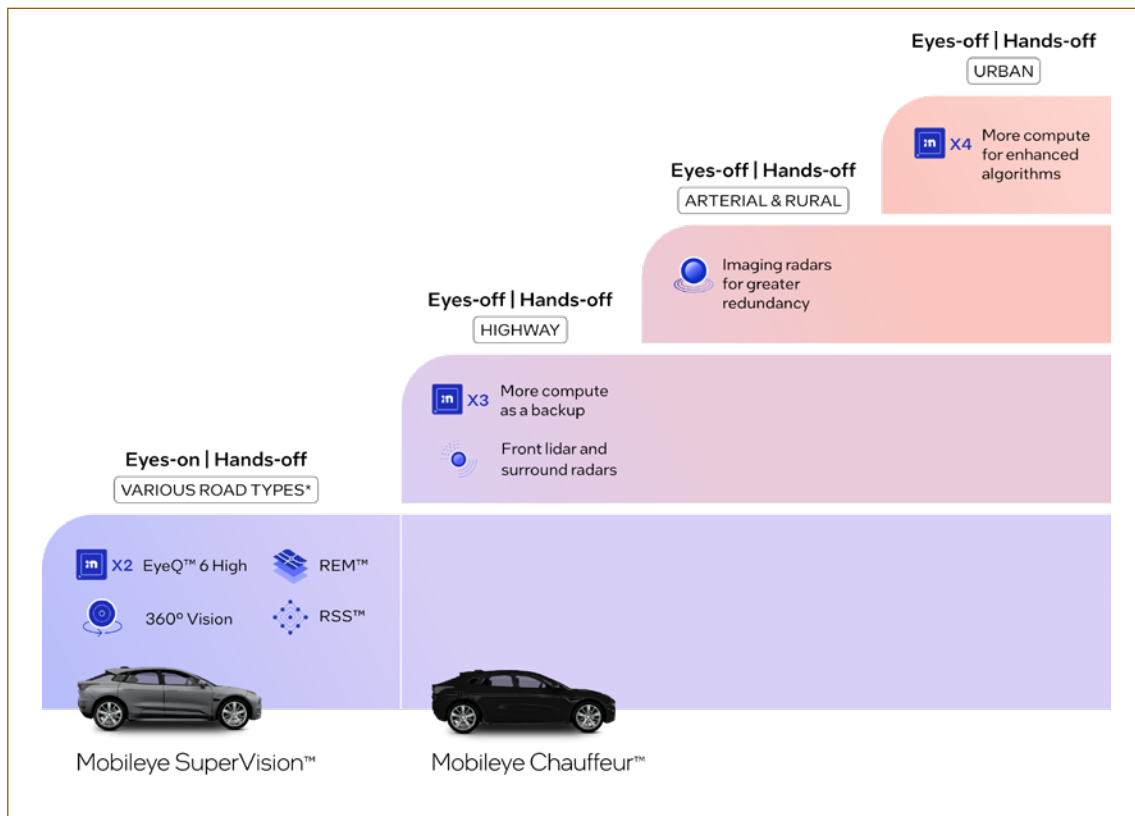 Eyes-off | Hands-off
URBAN
X4
More compute
for enhanced
algorithms
Eyes-off | Hands-off
ARTERIAL & RURAL
Imaging radars
for greater
redundancy
Eyes-off | Hands-off
HIGHWAY
X3
More compute
as a backup
Front lidar and
surround radars
Eyes-on | Hands-off
VARIOUS ROAD TYPES*
X2 EyeQ™ 6 High
REM™
360º Vision
RSS™
Mobileye SuperVision™
Mobileye Chauffeur™